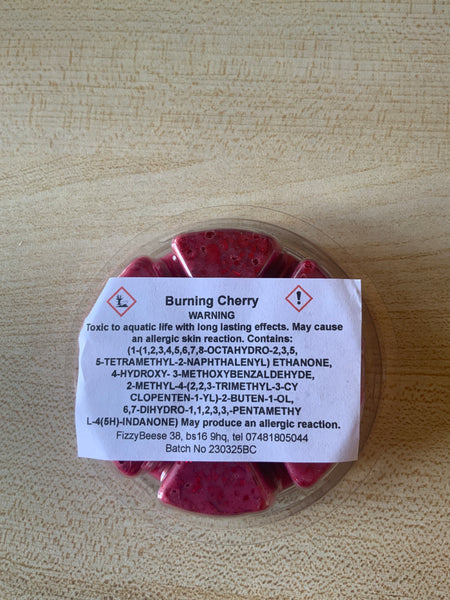 Burning Cherry
WARNING
Toxic to aquatic life with long lasting effects. May cause
an allergic skin reaction. Contains:
(1-(1,2,3,4,5,6,7,8-OCTAHYDRO-2,3,5,
5-TETRAMETHYL-2-NAPHTHALENYL) ETHANONE,
4-HYDROXY- 3-METHOXYBENZALDEHYDE,
2-METHYL-4-(2,2,3-TRIMETHYL-3-CY
CLOPENTEN-1-YL)-2-BUTEN-1-OL,
6,7-DIHYDRO-1,1,2,3,3,-PENTAMETHY
L-4(5H)-INDANONE) May produce an allergic reaction.
FizzyBeese 38, bs16 9hq, tel 07481805044
Batch No 230325BC